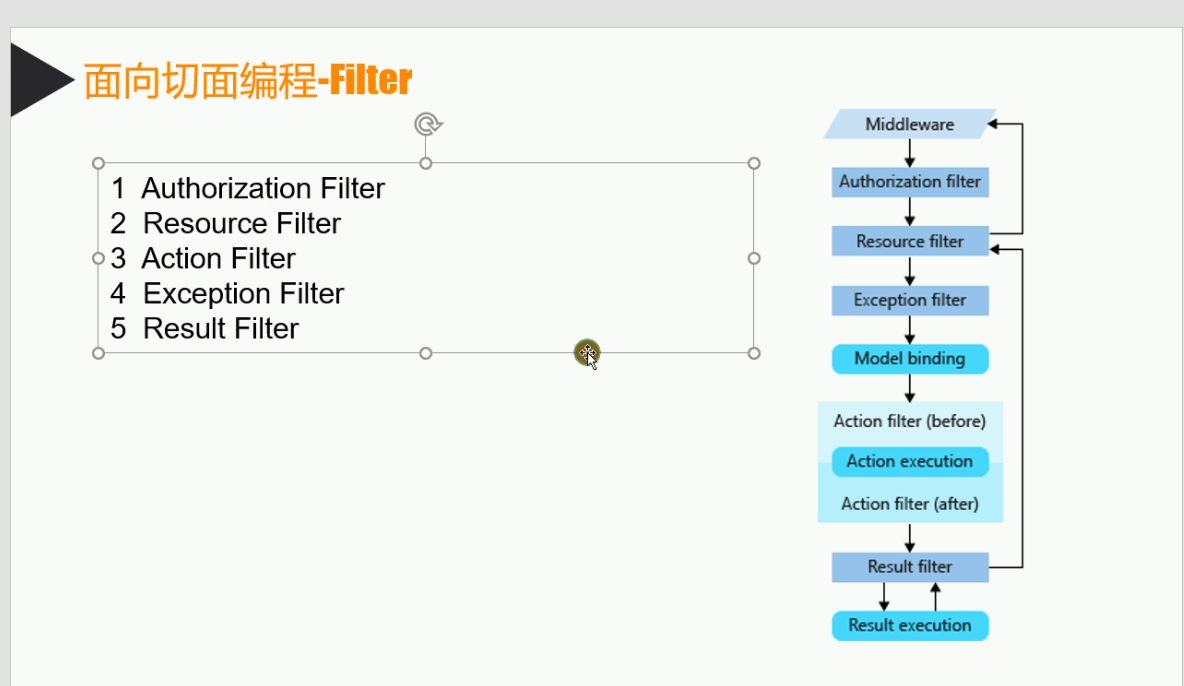 面向切面编程-Filter
1 Authorization Filter
2 Resource Filter
3 Action Filter
4 Exception Filter
5 Result Filter
Middleware
Authorization filter
Resource filter
Exception filter
Model binding
Action filter (before)
Action execution
Action filter (after)
Result filter
Result execution